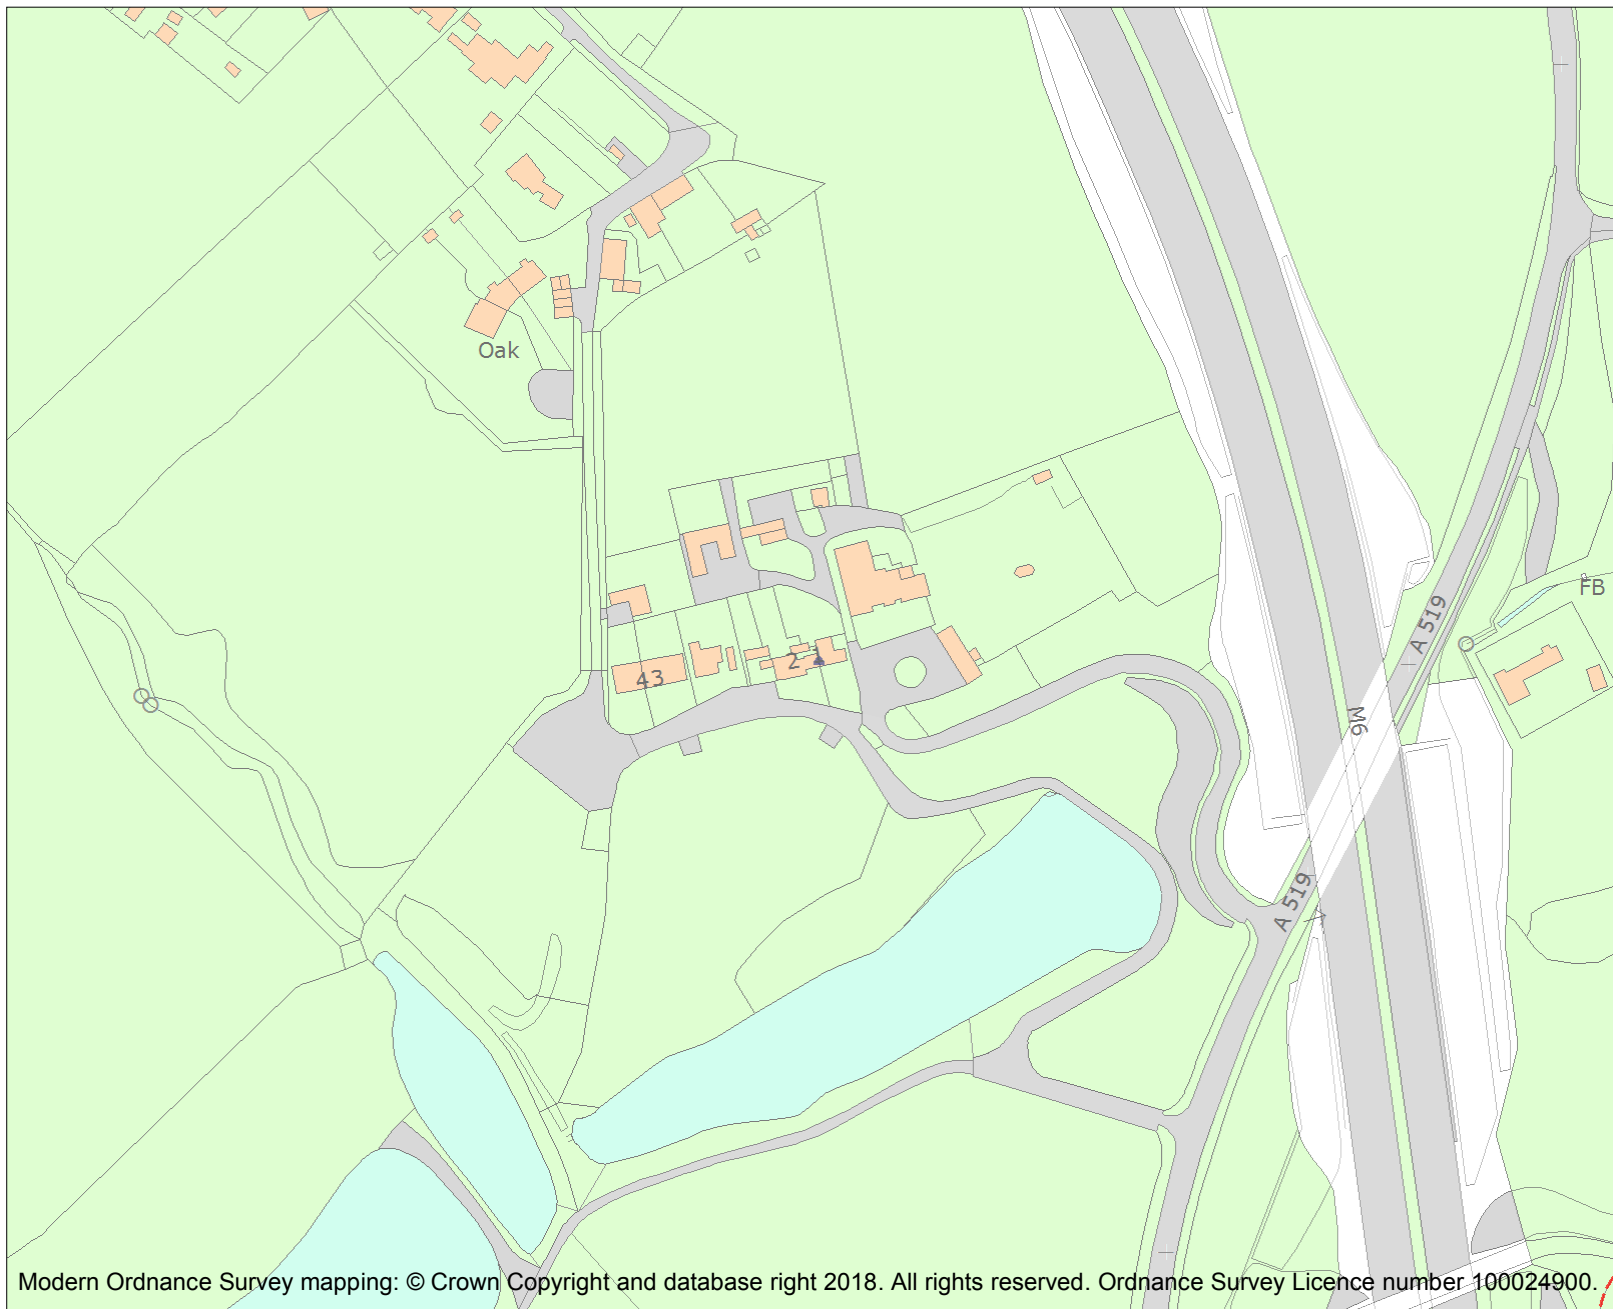 Oak
FB
A 519
43
2
1
M6
A 519
Modern Ordnance Survey mapping: © Crown Copyright and database right 2018. All rights reserved. Ordnance Survey Licence number 100024900.